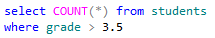 select COUNT(*) from students
where grade > 3.5